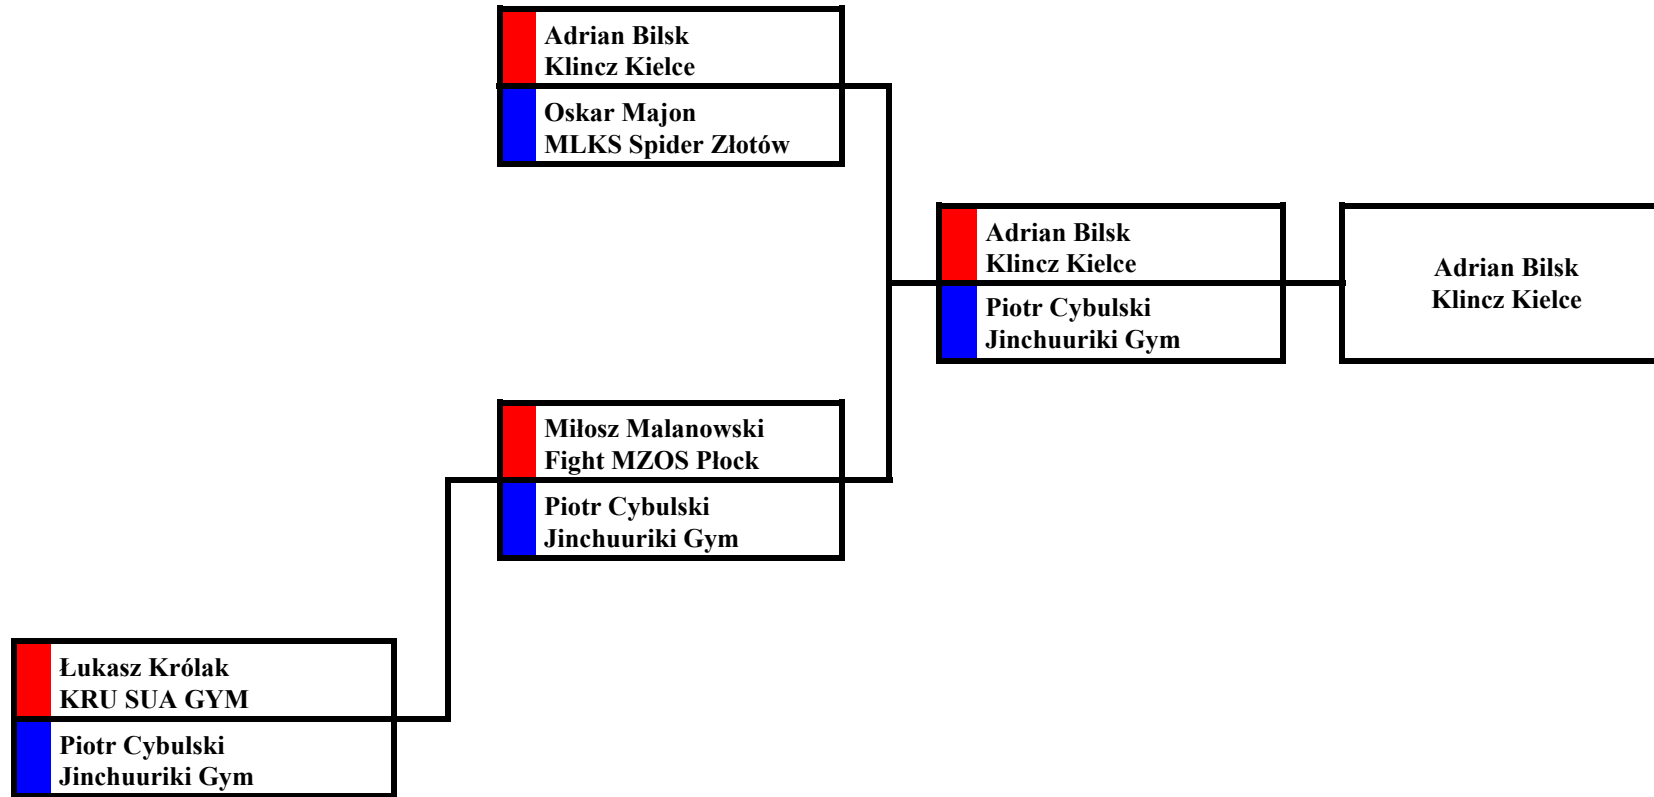 Adrian Bilsk
Klincz Kielce
Oskar Majon
MLKS Spider Złotów
Adrian Bilsk
Klincz Kielce
Piotr Cybulski
Jinchuuriki Gym
Adrian Bilsk
Klincz Kielce
Miłosz Malanowski
Fight MZOS Płock
Piotr Cybulski
Jinchuuriki Gym
Łukasz Królak
KRU SUA GYM
Piotr Cybulski
Jinchuuriki Gym